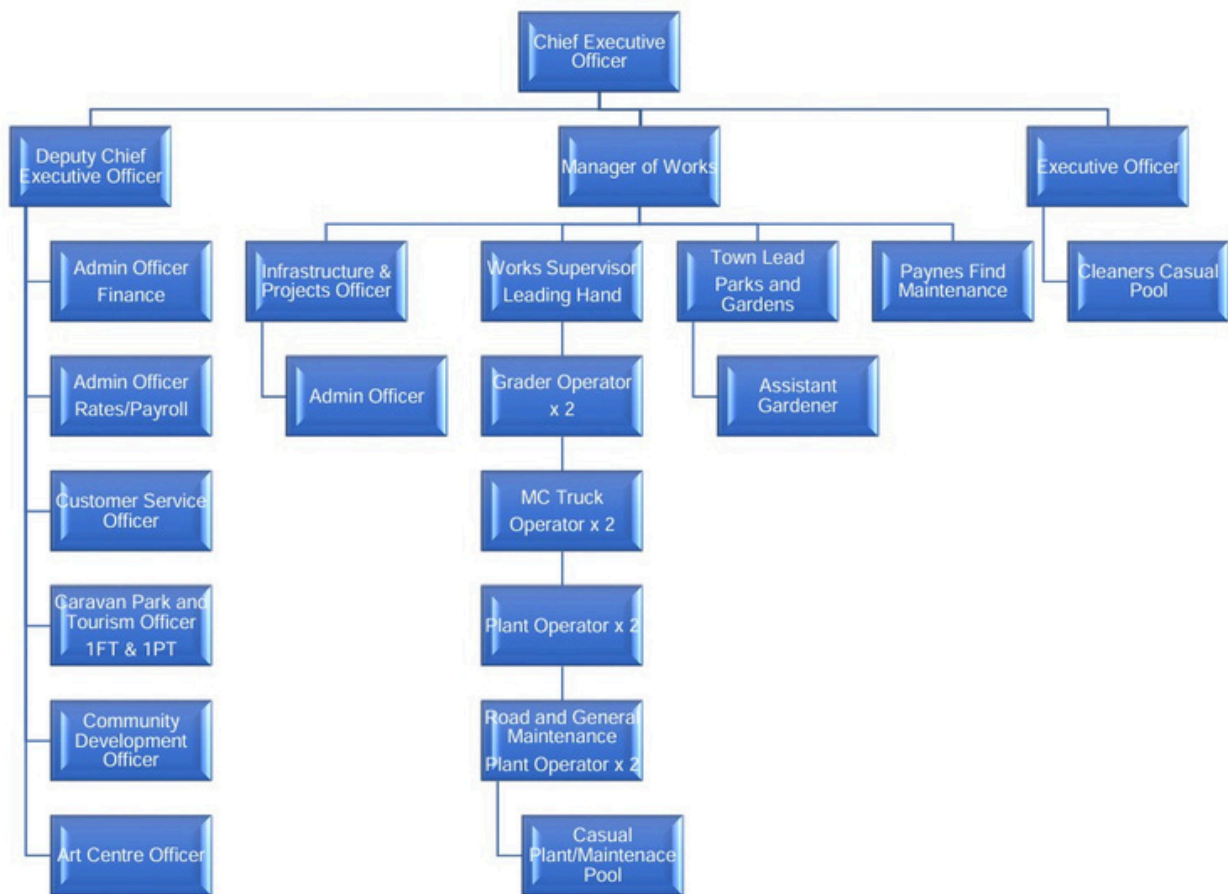 Chief Executive
Officer
Deputy Chief
Executive Officer
Manager of Works
Executive Officer
Admin Officer
Finance
Infrastructure &
Projects Officer
Works Supervisor
Leading Hand
Town Lead
Parks and
Gardens
Paynes Find
Maintenance
Cleaners Casual
Pool
Admin Officer
Rates/Payroll
Admin Officer
Grader Operator
x 2
Assistant
Gardener
Customer Service
Officer
MC Truck
Operator x 2
Caravan Park and
Tourism Officer
1FT & 1PT
Plant Operator x 2
Community
Development
Officer
Road and General
Maintenance
Plant Operator x 2
Art Centre Officer
Casual
Plant/Maintenace
Pool